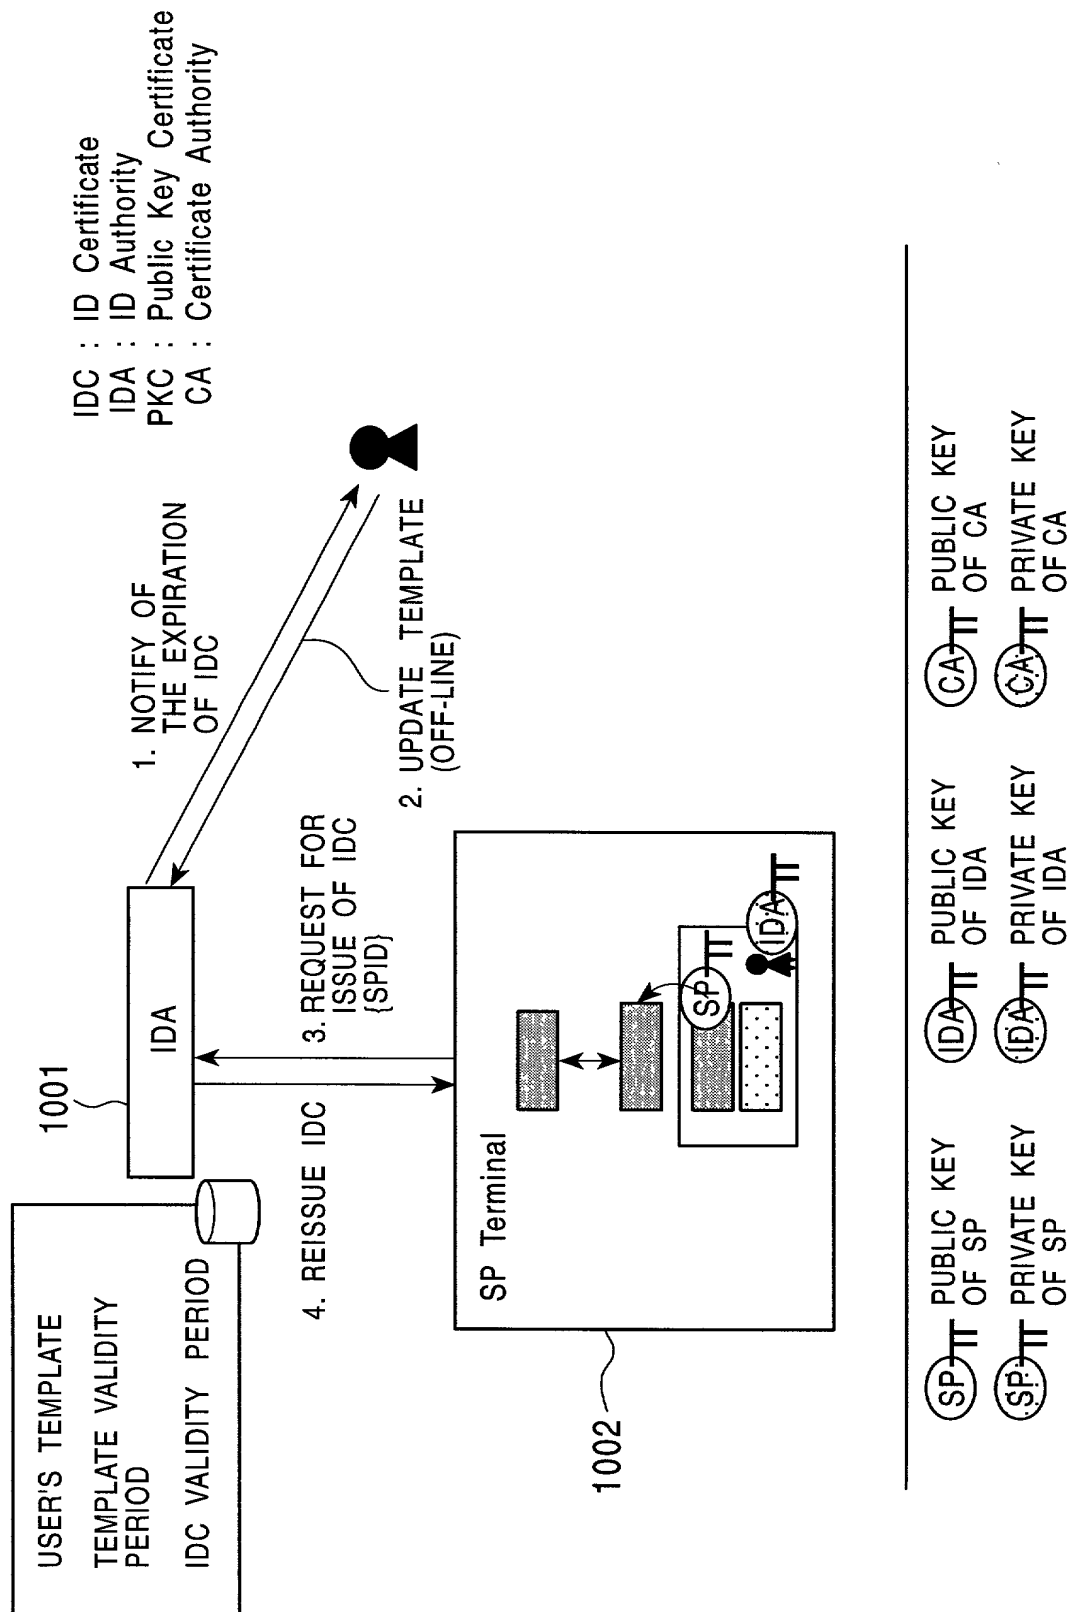 USER'S TEMPLATE
TEMPLATE VALIDITY
PERIOD
IDC VALIDITY PERIOD
1001
IDA
1. NOTIFY OF
THE EXPIRATION
OF IDC
IDC : ID Certificate
IDA : ID Authority
PKC : Public Key Certificate
CA : Certificate Authority
2. UPDATE TEMPLATE
(OFF-LINE)
3. REQUEST FOR
ISSUE OF IDC
{SPID}
4. REISSUE IDC
1002
SP Terminal
SP
IDA
SP PUBLIC KEY
OF SP
IDA PUBLIC KEY
OF IDA
CA PUBLIC KEY
OF CA
SP PRIVATE KEY
OF SP
IDA PRIVATE KEY
OF IDA
CA PRIVATE KEY
OF CA